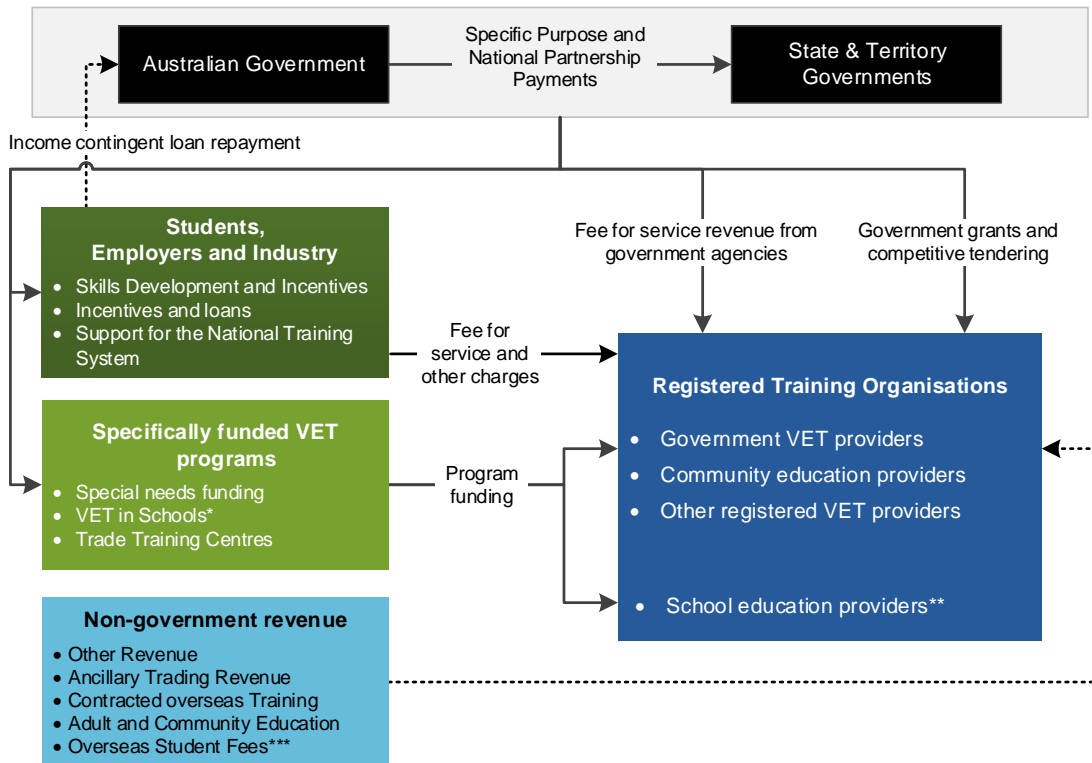 Australian Government
Specific Purpose and
National Partnership
Payments
State & Territory
Governments
Income contingent loan repayment
Students,
Employers and Industry
• Skills Development and Incentives
• Incentives and loans
• Support for the National Training
System
Fee for service revenue from
government agencies
Government grants and
competitive tendering
Fee for
service and
other charges
Specifically funded VET
programs
• Special needs funding
• VET in Schools*
• Trade Training Centres
Program
funding
Registered Training Organisations
• Government VET providers
• Community education providers
• Other registered VET providers
• School education providers**
Non-government revenue
• Other Revenue
• Ancillary Trading Revenue
• Contracted overseas Training
• Adult and Community Education
• Overseas Student Fees***